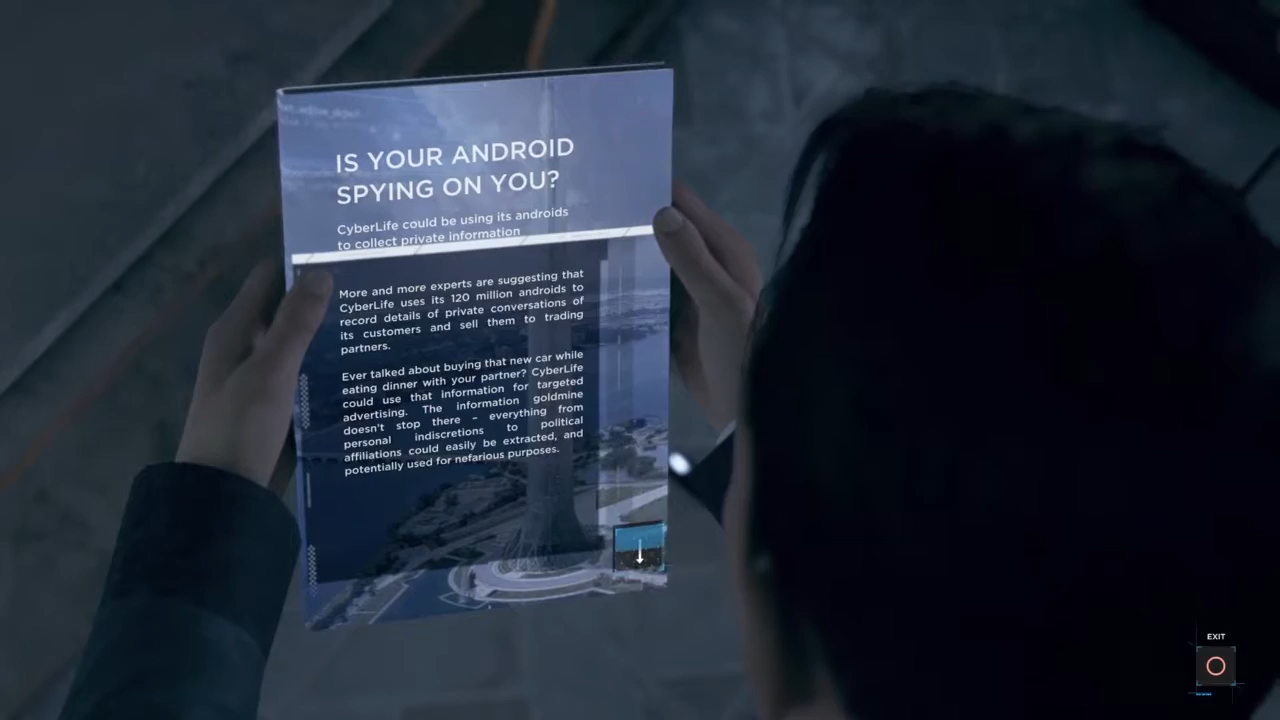 IS YOUR ANDROID
SPYING ON YOU?
CyberLife could be using its androids
to collect private information
More and more experts are suggesting that
CyberLife uses its 120 million androids to
record details of private conversations of
its customers and sell them to trading
partners.
Ever talked about buying that new car while
eating dinner with your partner? CyberLife
could use that information for targeted
advertising. The information goldmine
doesn't stop there – everything from
personal indiscretions to political
affiliations could easily be extracted, and
potentially used for nefarious purposes.
EXIT